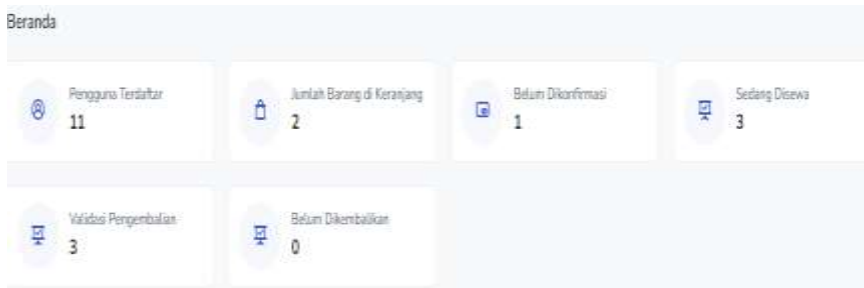 Beranda
Pengguna Terdaftar
11
Jumlah Barang di Keranjang
2
Belum Dikonfirmasi
1
Sedang Disewa
3
Validasi Pengembalian
3
Belum Dikembalikan
0